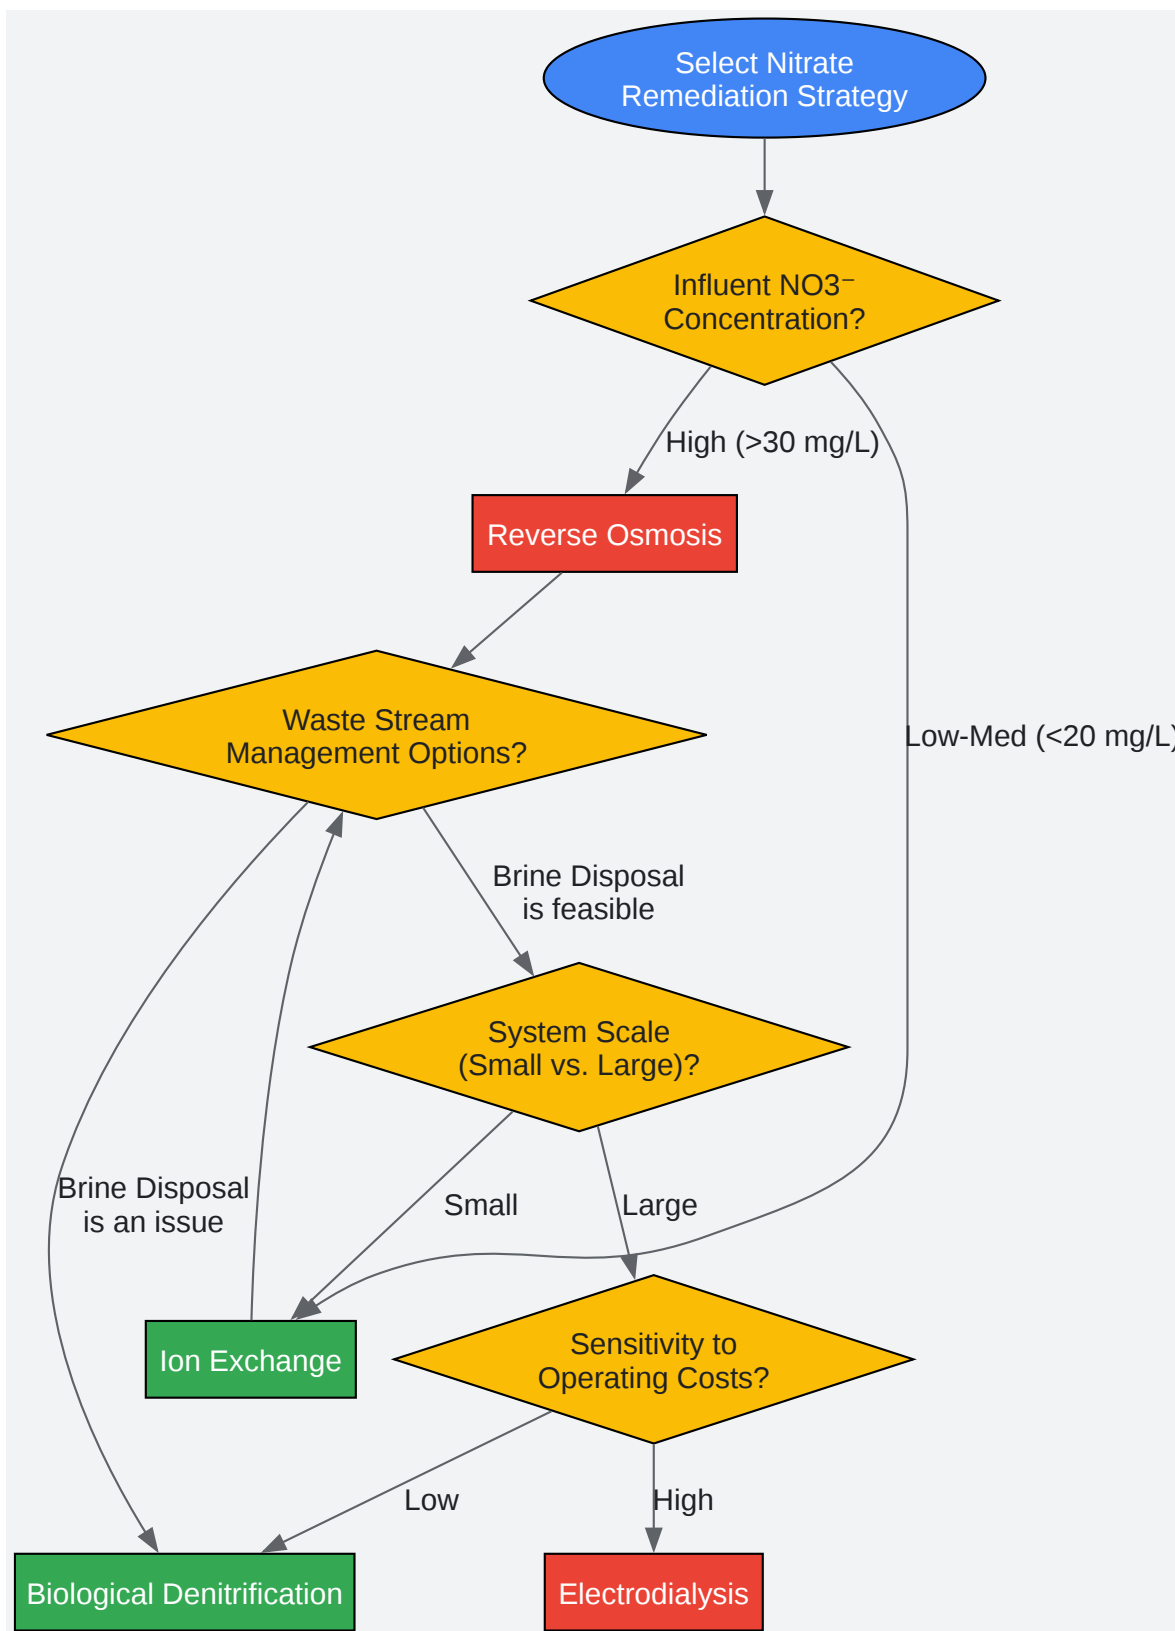 Select Nitrate
Remediation Strategy
Influent NO3⁻
Concentration?
High (>30 mg/L)
Reverse Osmosis
Waste Stream
Management Options?
Low-Med (<20 mg/L)
Brine Disposal
is feasible
System Scale
(Small vs. Large)?
Brine Disposal
is an issue
Small
Large
Ion Exchange
Sensitivity to
Operating Costs?
Low
High
Biological Denitrification
Electrodialysis